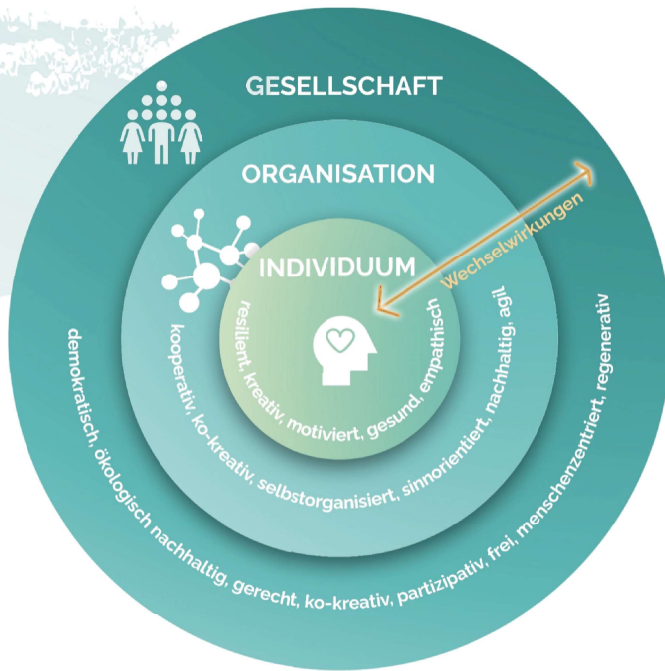 GESELLSCHAFT
ORGANISATION
Wechselwirkungen
INDIVIDUUM
resilient, kreativ, motiviert, gesund, empathisch
kooperativ, ko-kreativ, selbstorganisiert, sinnorientiert, nachhaltig, agil
demokratisch, ökologisch nachhaltig, gerecht, ko-kreativ, partizipativ, frei, menschenzentriert, regenerativ